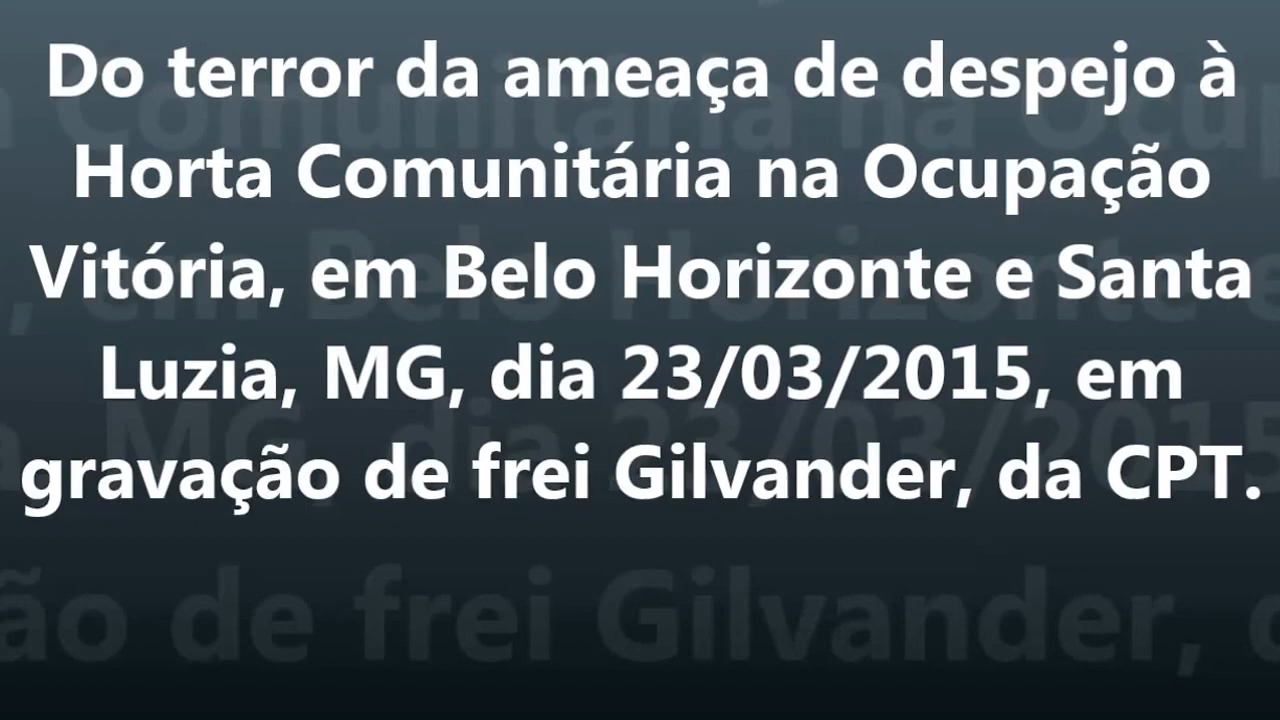 Do terror da ameaça de despejo à
Horta Comunitária na Ocupação
Vitória, em Belo Horizonte e Santa
Luzia, MG, dia 23/03/2015, em
gravação de frei Gilvander, da CPT.